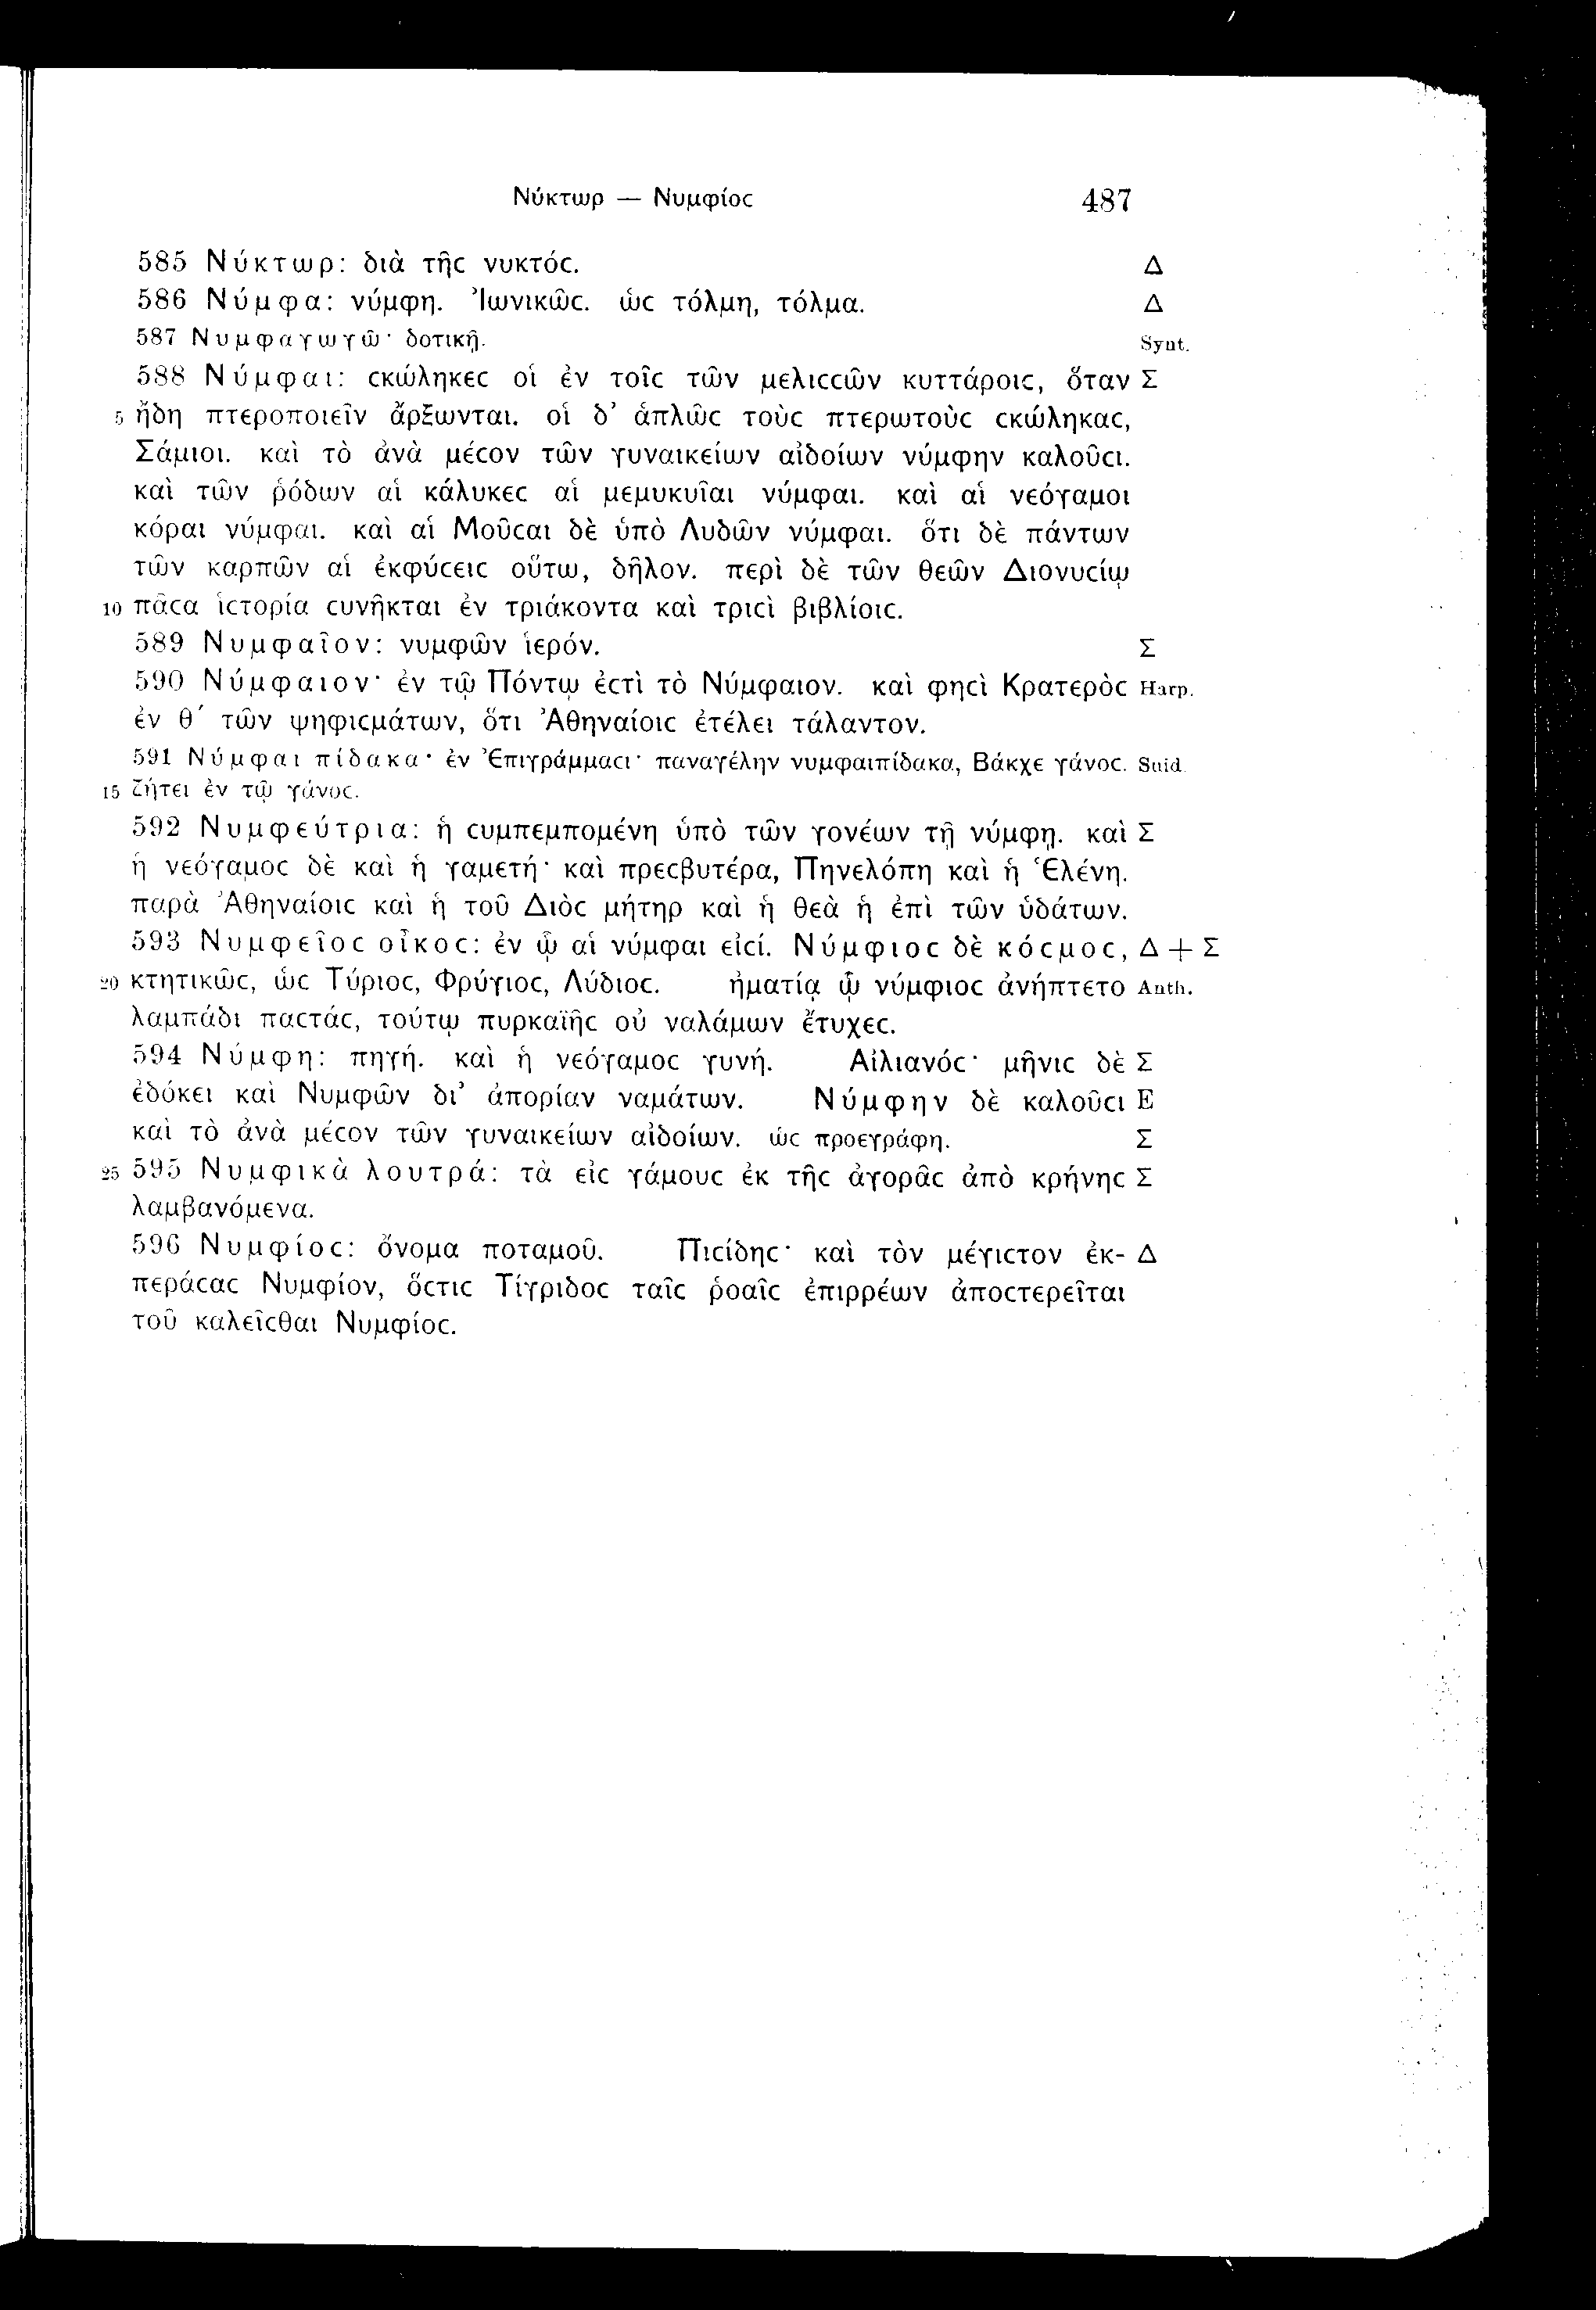 Νύκτωρ — Νυμφίοϲ 487
585 Νύκτωρ: διὰ τῆϲ νυκτόϲ. Δ
586 Νύμφα: νύμφη. Ἰωνικῶϲ. ὡϲ τόλμη, τόλμα. Δ
587 Νυμφαγωγῶ· δοτικῇ. Synt.
588 Νύμφαι: ϲκώληκεϲ οἱ ἐν τοῖϲ τῶν μελιϲϲῶν κυττάροιϲ, ὅταν Σ
5 ἤδη πτεροποιεῖν ἄρξωνται. οἱ δ’ ἁπλῶϲ τοὺϲ πτερωτοὺϲ ϲκώληκαϲ,
Σάμιοι. καὶ τὸ ἀνὰ μέϲον τῶν γυναικείων αἰδοίων νύμφην καλοῦϲι.
καὶ τῶν ῥόδων αἱ κάλυκεϲ αἱ μεμυκυῖαι νύμφαι. καὶ αἱ νεόγαμοι
κόραι νύμφαι. καὶ αἱ Μοῦϲαι δὲ ὑπὸ Λυδῶν νύμφαι. ὅτι δὲ πάντων
τῶν καρπῶν αἱ ἐκφύϲειϲ οὕτω, δῆλον. περὶ δὲ τῶν θεῶν Διονυϲίῳ
10 πᾶϲα ἱϲτορία ϲυνῆκται ἐν τριάκοντα καὶ τριϲὶ βιβλίοιϲ.
589 Νυμφαῖον: νυμφῶν ἱερόν. Σ
590 Νύμφαιον· ἐν τῷ Πόντῳ ἐϲτὶ τὸ Νύμφαιον. καὶ φηϲὶ Κρατερὸϲ Harp.
ἐν θ΄ τῶν ψηφιϲμάτων, ὅτι Ἀθηναίοιϲ ἐτέλει τάλαντον.
591 Νύμφαι πίδακα· ἐν Ἐπιγράμμαϲι· παναγέλην νυμφαιπίδακα, Βάκχε γάνοϲ. Suid.
15 ζήτει ἐν τῷ γάνοϲ.
592 Νυμφεύτρια: ἡ ϲυμπεμπομένη ὑπὸ τῶν γονέων τῇ νύμφῃ. καὶ Σ
ἡ νεόγαμοϲ δὲ καὶ ἡ γαμετή· καὶ πρεϲβυτέρα, Πηνελόπη καὶ ἡ Ἑλένη.
παρὰ Ἀθηναίοιϲ καὶ ἡ τοῦ Διὸϲ μήτηρ καὶ ἡ θεὰ ἡ ἐπὶ τῶν ὑδάτων.
593 Νυμφεῖοϲ οἶκοϲ: ἐν ᾧ αἱ νύμφαι εἰϲί. Νύμφιοϲ δὲ κόϲμοϲ, Δ + Σ
20 κτητικῶϲ, ὡϲ Τύριοϲ, Φρύγιοϲ, Λύδιοϲ. ἠματίᾳ ᾧ νύμφιοϲ ἀνήπτετο Anth.
λαμπάδι παϲτάϲ, τούτῳ πυρκαϊῆϲ οὐ ναλάμων ἔτυχεϲ.
594 Νύμφη: πηγή. καὶ ἡ νεόγαμοϲ γυνή. Αἰλιανόϲ· μῆνιϲ δὲ Σ
ἐδόκει καὶ Νυμφῶν δι’ ἀπορίαν ναμάτων. Νύμφην δὲ καλοῦϲι E
καὶ τὸ ἀνὰ μέϲον τῶν γυναικείων αἰδοίων. ὡϲ προεγράφη. Σ
25 595 Νυμφικὰ λουτρά: τὰ εἰϲ γάμουϲ ἐκ τῆϲ ἀγορᾶϲ ἀπὸ κρήνηϲ Σ
λαμβανόμενα.
596 Νυμφίοϲ: ὄνομα ποταμοῦ. Πιϲίδηϲ· καὶ τὸν μέγιϲτον ἐκ- Δ
περάϲαϲ Νυμφίον, ὅϲτιϲ Τίγριδοϲ ταῖϲ ῥοαῖϲ ἐπιρρέων ἀποϲτερεῖται
τοῦ καλεῖϲθαι Νυμφίοϲ.